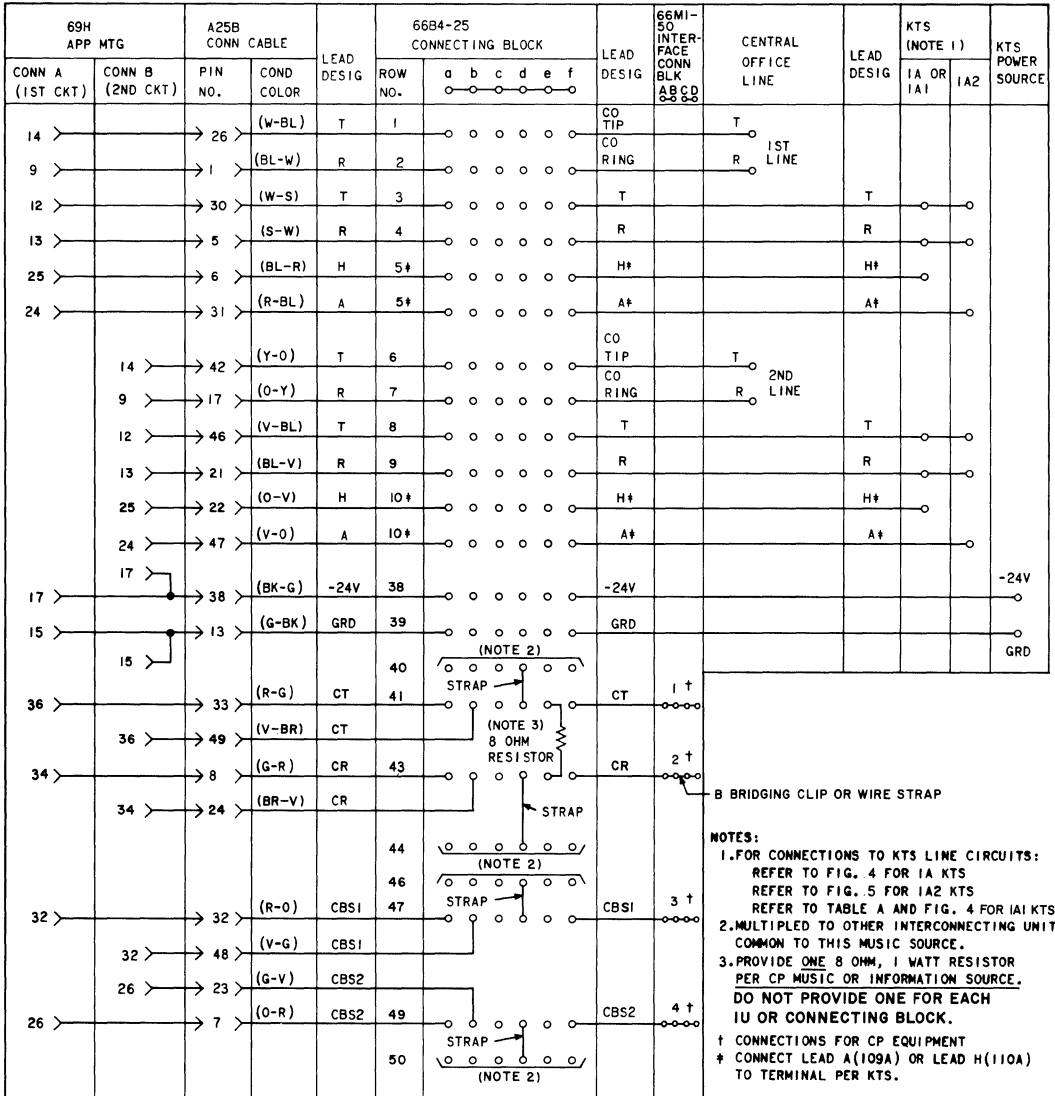 69H APP MTG | A25B CONN CABLE | LEAD DESIG | 66B4-25 CONNECTING BLOCK | LEAD DESIG | 66MI-50 INTER-FACE CONN BLK | CENTRAL OFFICE LINE | LEAD DESIG | KTS (NOTE 1) | KTS POWER SOURCE
CONN A (1ST CKT) | CONN B (2ND CKT) | PIN NO. | COND COLOR | ROW NO. | a b c d e f | A B C D | 1A OR 1A1 | 1A2
14 26 (W-BL) T 1 CO TIP T
1ST LINE
9 1 (BL-W) R 2 CO RING R
12 30 (W-S) T 3 T T
13 5 (S-W) R 4 R R
25 6 (BL-R) H 5‡ H‡ H‡
24 31 (R-BL) A 5‡ A‡ A‡
14 42 (Y-O) T 6 CO TIP T
2ND LINE
9 17 (O-Y) R 7 CO RING R
12 46 (V-BL) T 8 T T
13 21 (BL-V) R 9 R R
25 22 (O-V) H 10‡ H‡ H‡
24 47 (V-O) A 10‡ A‡ A‡
17
17 38 (BK-G) -24V 38 -24V -24V
15 13 (G-BK) GRD 39 GRD GRD
15
(NOTE 2)
40
STRAP
36 33 (R-G) CT 41 CT 1 †
36 49 (V-BR) CT
(NOTE 3)
8 OHM
RESISTOR
34 8 (G-R) CR 43 CR 2 †
B BRIDGING CLIP OR WIRE STRAP
34 24 (BR-V) CR
STRAP
44
(NOTE 2)
46
STRAP
32 32 (R-O) CBS1 47 CBS1 3 †
32 48 (V-G) CBS1
26 23 (G-V) CBS2
26 7 (O-R) CBS2 49 CBS2 4 †
STRAP
50
(NOTE 2)
NOTES:
1. FOR CONNECTIONS TO KTS LINE CIRCUITS:
REFER TO FIG. 4 FOR 1A KTS
REFER TO FIG. 5 FOR 1A2 KTS
REFER TO TABLE A AND FIG. 4 FOR 1A1 KTS
2. MULTIPLED TO OTHER INTERCONNECTING UNIT
COMMON TO THIS MUSIC SOURCE.
3. PROVIDE ONE 8 OHM, 1 WATT RESISTOR
PER CP MUSIC OR INFORMATION SOURCE.
DO NOT PROVIDE ONE FOR EACH
IU OR CONNECTING BLOCK.
† CONNECTIONS FOR CP EQUIPMENT
‡ CONNECT LEAD A(109A) OR LEAD H(110A)
TO TERMINAL PER KTS.